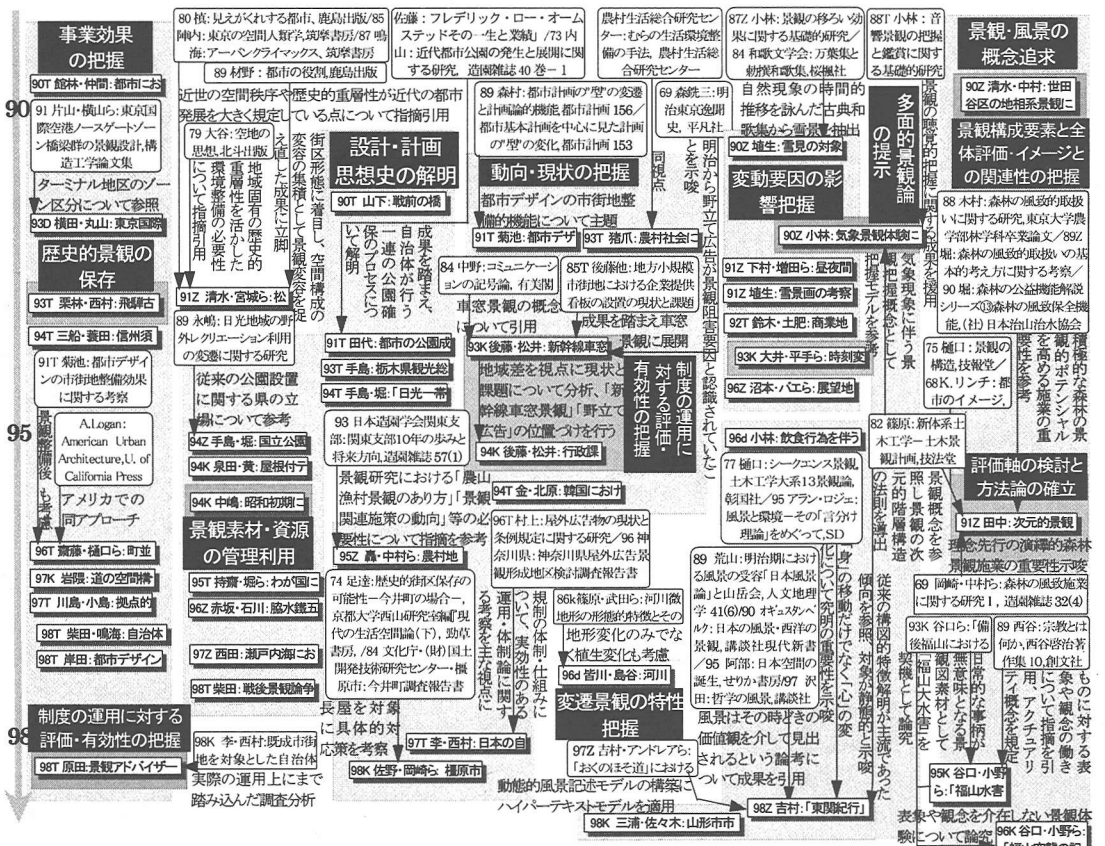 90
95
98
事業効果
の把握
90T 舘林・仲間:都市にお
91 片山・横山ら:東京国
際空港ノースゲートゾー
ン橋梁群の景観設計,構
造工学論文集
ターミナル地区のゾー
ン区分について参照
93D 横田・丸山:東京国際
歴史的景観の
保存
93T 栗林・西村:飛騨古
94T 三船・蓑田:信州須
91T 菊池:都市デザイ
ンの市街地整備効果
に関する考察
A.Logan:
American Urban
Architecture,U. of
California Press
景観整備後も考慮
アメリカでの
同アプローチ
96T 齋藤・樋口ら:町並
97K 岩隈:道の空間構
97T 川島・小島:拠点的
98T 柴田・鳴海:自治体
98T 岸田:都市デザイン
制度の運用に対する
評価・有効性の把握
98T 原田:景観アドバイザー
98K 李・西村:既成市街
地を対象とした自治体
実際の運用上にまで
踏み込んだ調査分析
80 槙:見えがくれする都市、鹿島出版/85
陣内:東京の空間人類学,筑摩書房/87 鳴
海:アーバンクライマックス,筑摩書房
89 材野:都市の役割,鹿島出版
近世の空間秩序や歴史的重層性が近代の都市
発展を大きく規定している点について指摘引用
79 大谷:空地の
思想,北斗出版
地域固有の歴史的
重層性を活かした
環境整備の必要性
について指摘引用
街区形態に着目し、空間構成の
変容の集積として景観変容を捉
え直した成果に立脚
91Z 清水・宮城ら:松
89 永嶋:日光地域の野
外レクリエーション利用
の変遷に関する研究
従来の公園設置
に関する県の立
場について参考
94Z 手島・堀:国立公園
94K 泉田・黄:屋根付テ
94K 中嶋:昭和初期に
景観素材・資源
の管理利用
95T 持齋・堀ら:わが国に
96Z 赤坂・石川:脇水鐵五
97Z 西田:瀬戸内海にお
98T 柴田:戦後景観論争
佐藤:フレデリック・ロー・オーム
ステッドその一生と業績」/73内
山:近代都市公園の発生と展開に関
する研究,造園雑誌40巻−1
設計・計画
思想史の解明
90T 山下:戦前の橋
成果を踏まえ、
自治体が行う
一連の公園確
保のプロセスにつ
いて解明
91T 田代:都市の公園成
93T 手島:栃木県観光総
94T 手島・堀:「日光一帯
93 日本造園学会関東支
部:関東支部10年の歩みと
将来方向,造園雑誌57(1)
景観研究における「農山
漁村景観のあり方」「景観
関連施策の動向」等の必
要性について指摘を参考
95Z 轟・中村ら:農村地
74 足達:歴史的街区保存の
可能性−今井町の場合−,
京都大学西山研究室編『現
代の生活空間論(下),勁草
書房,/84 文化庁・(財)国土
開発技術研究センター・橿
原市:今井町調査報告書
長屋を対象
に具体的対
応策を考察
規制の体制・仕組みに
ついて、実効性のある
運用・体制論に関す
る考察を主な視点に
97T 李・西村:日本の自
98K 佐野・岡崎ら 橿原市
農村生活総合研究セン
ター:むらの生活環境整
備の手法, 農村生活総
合研究センター
89 森村:都市計画の「型」の変遷
と計画論的機能,都市計画156/
都市基本計画を中心に見た計画
の「型」の変化,都市計画153
69 森銑三:明
治東京逸聞
史, 平凡社
動向・現状の把握
同視点
都市デザインの市街地整
備的機能について主題
91T 菊池:都市デザ
93T 猪爪:農村社会に
84 中野:コミュニケーシ
ョンの記号論, 有美閣
85T 後藤他:地方小規模
市街地における企業提供
看板の設置の現状と課題
車窓景観の概念
について引用
成果を踏まえ車窓
景観に展開
93K 後藤・松井:新幹線車窓
地域差を視点に現状と
課題について分析、「新
幹線車窓景観」「野立て
広告」の位置づけを行う
94K 後藤・松井:行政課
制度の運用に
対する評価・
有効性の把握
94T 金・北原:韓国におけ
96T村上:屋外広告物の現状と
条例規定に関する研究/96 神
奈川県:神奈川県屋外広告景
観形成地区検討調査報告書
86k篠原・武田ら:河川微
地形の形態的特徴とその
地形変化のみでな
く植生変化も考慮
96d 皆川・島谷:河川
変遷景観の特性
把握
97Z 吉村・アンドレアら:
「おくのほそ道」における
動態的風景記述モデルの構築に
ハイパーテキストモデルを適用
98K 三浦・佐々木:山形市市
98Z 吉村:「東関紀行」
87Z 小林:景観の移ろい効
果に関する基礎的研究/
84 和歌文学会:万葉集と
勅撰和歌集,桜楓社
自然現象の時間的
推移を詠んだ古典和
歌集から雪景を抽出
90Z 埴生:雪見の対象
明治から野立て広告が景観阻害要因と認識されていたこ
とを示唆
変動要因の影
響把握
91Z 下村・増田ら:昼夜間
91Z 埴生:雪景画の考察
92T 鈴木・土肥:商業地
93K 大井・平手ら:時刻変
96Z 沼本・パエら:展望地
88T 小林:音
響景観の把握
と鑑賞に関す
る基礎的研究
景観の聴覚的把握に関する成果を援用
多面的景観論
の提示
90Z 小林:気象景観体験に
気象現象に伴う景
観把握概念として
把握モデルを参考
96d 小林:飲食行為を伴う
77 樋口:シークエンス景観,
土木工学大系13景観論,
彰国社/95 アラン・ロジェ:
風景と環境−その「言分け
理論」をめぐって,SD
89 荒山:明治期におけ
る風景の受容「日本風景
論」と山岳会,人文地理
学41(6)/90 オギュスタンベ
ルク:日本の風景・西洋の
景観,講談社現代新書
/95 阿部:日本空間の
誕生,せりか書房/97 沢
田:哲学の風景,講談社
身」の移動だけでなく「心」の変
化について究明の重要性を示唆
従来の構図的特徴解明が主流であった
傾向を参照、対象が静態的と示唆
風景はその時どきの
価値観を介して見出
されるという論考に
ついて成果を引用
景観・風景の
概念追求
90Z 清水・中村:世田
谷区の地相系景観に
景観構成要素と全
体評価・イメージと
の関連性の把握
88 木村:森林の風致的取扱
いに関する研究,東京大学農
学部林学科卒業論文/89Z
堀:森林の風致的取扱いの基
本的考え方に関する考察/
90 堀:森林の公益機能解説
シリーズ⑬森林の風致保全機
能,(社)日本治山治水協会
75 樋口:景観の
構造,技報堂/
68K.リンチ:都
市のイメージ,
積極的な森林の景
観的ポテンシャル
を高める施業の重
要性を参考
82 篠原:新体系土
木工学−土木景
観計画,技法堂
評価軸の検討と
方法論の確立
景観概念を参
照し景観の次
元的階層構造
の法則を導出
91Z 田中:次元的景観
理念先行の演繹的森林
景観施業の重要性示唆
69 岡崎・中村ら:森林の風致施業
に関する研究1, 造園雑誌32(4)
93K 谷口ら:「備
後福山における
「福山大水害」を
契機として論究
89 西谷:宗教とは
何か,西谷啓治著
作集10,創文社
日常的な事柄が
無意味となる景
観図素材として
ものに対する表
象や観念の働き
について指摘を引
用 アクチュアリ
ティ概念を規定
95K 谷口・小野
ら:「福山水害
表象や観念を介在しない景観体
験について論究
96K 谷口・小野ら: